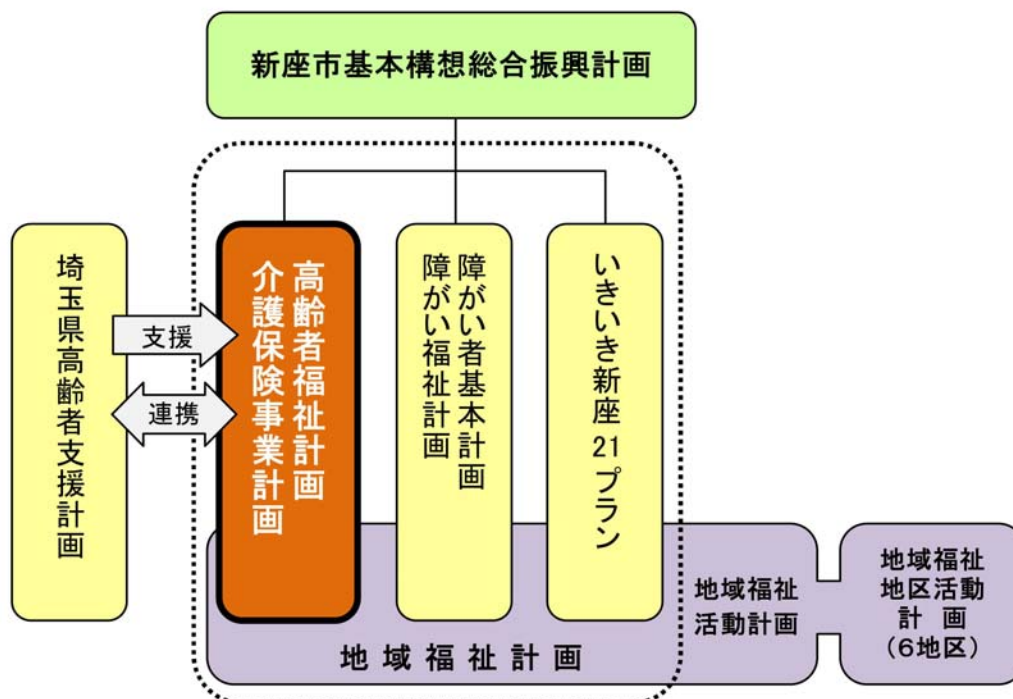 新座市基本構想総合振興計画
埼玉県高齢者支援計画
支援
連携
高齢者福祉計画
介護保険事業計画
障がい者基本計画
障がい福祉計画
いきいき新座21プラン
地域福祉計画
地域福祉
活動計画
地域福祉
地区活動
計画
(6地区)